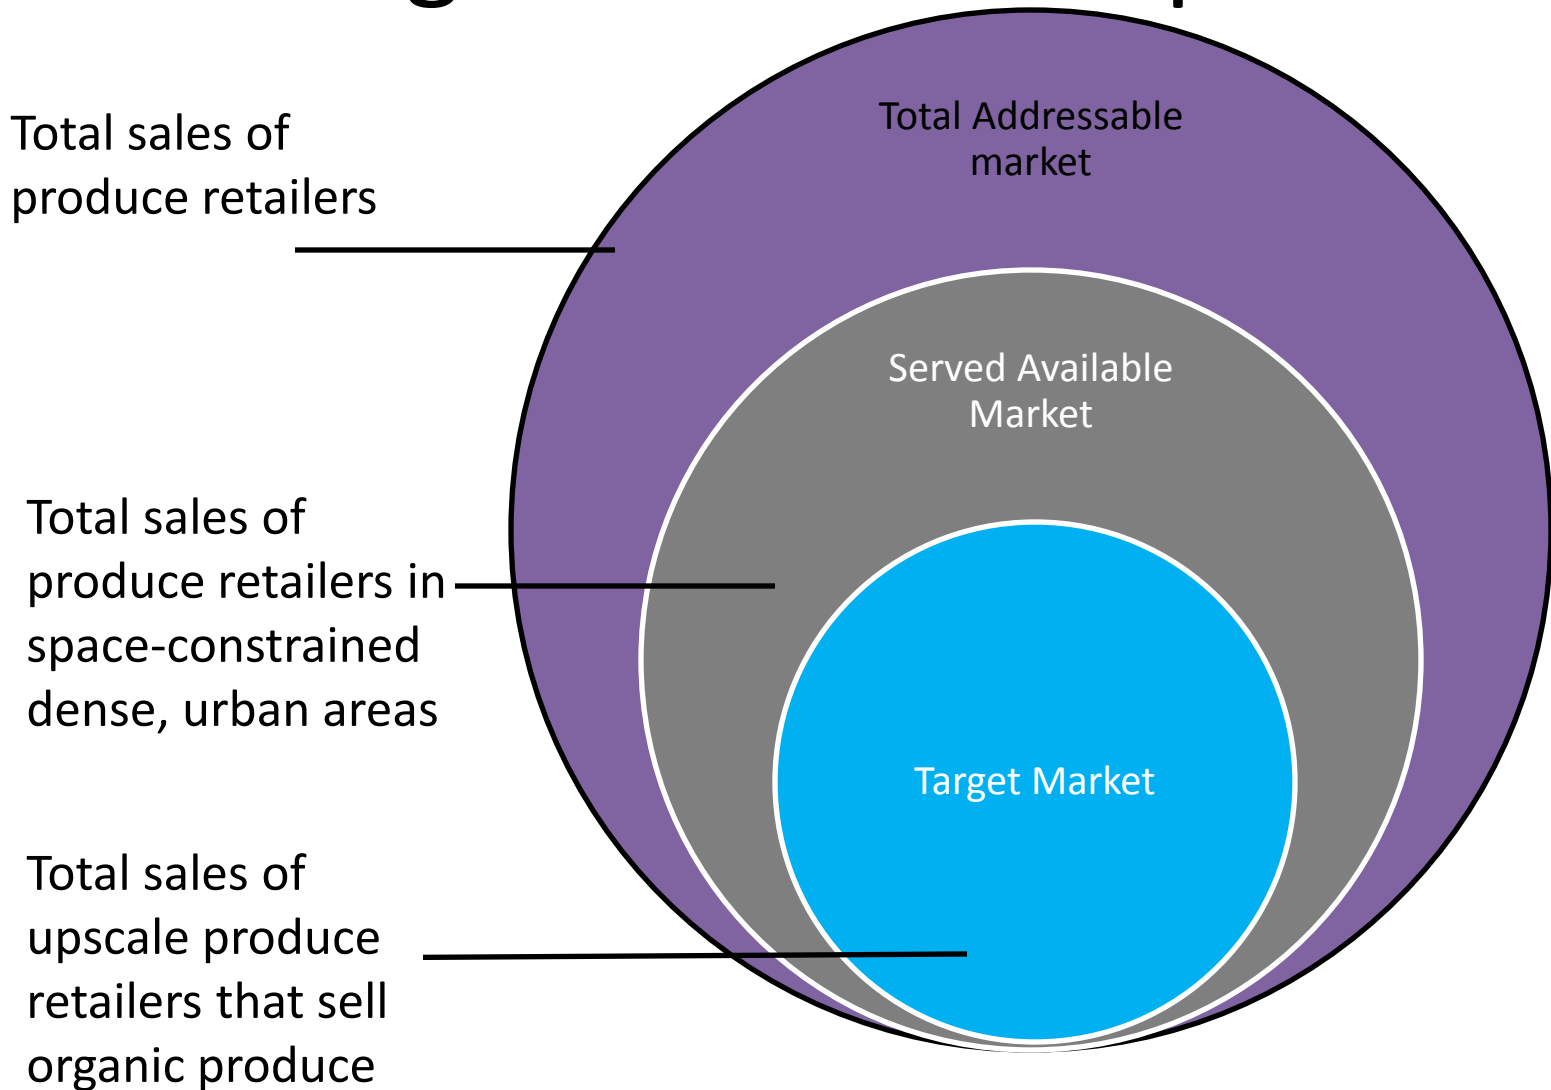 Total Addressable
market
Total sales of
produce retailers
Served Available
Market
Total sales of
produce retailers in
space-constrained
dense, urban areas
Target Market
Total sales of
upscale produce
retailers that sell
organic produce